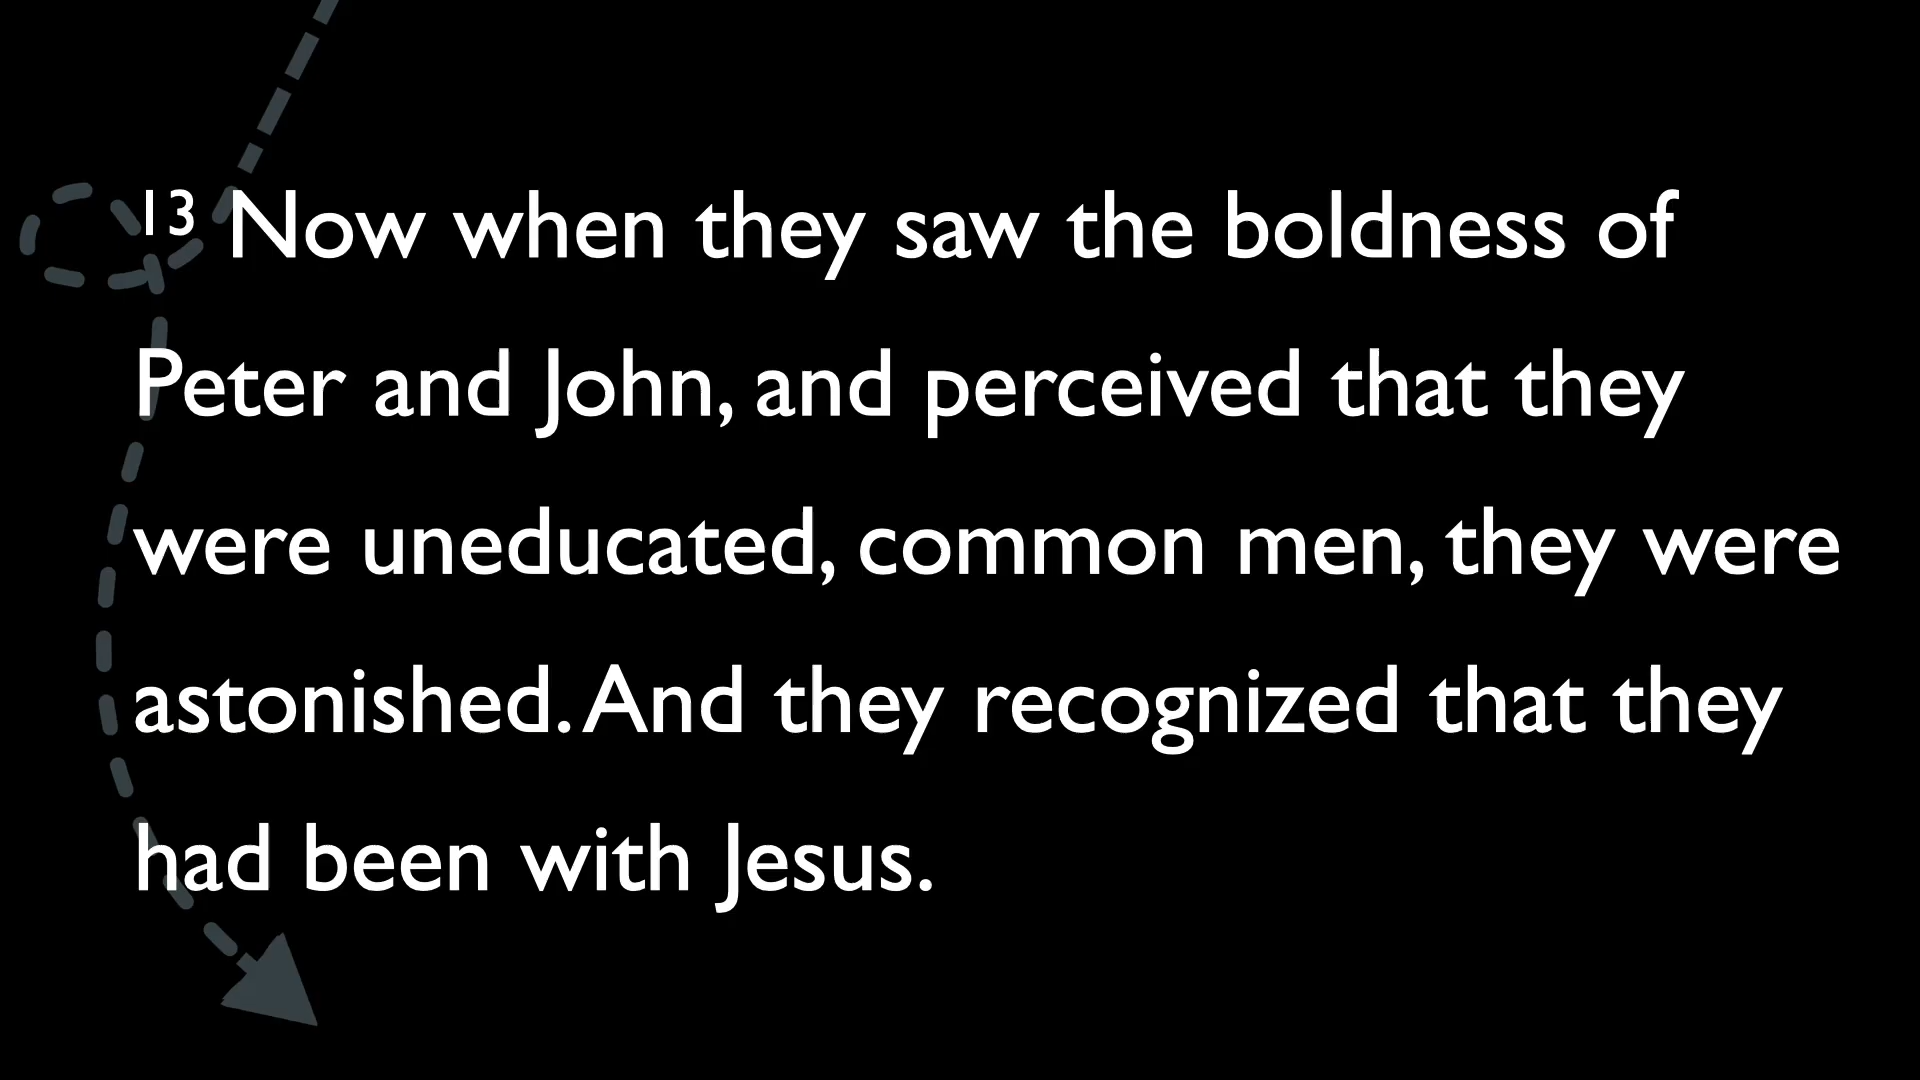 13 Now when they saw the boldness of
Peter and John, and perceived that they
were uneducated, common men, they were
astonished. And they recognized that they
had been with Jesus.